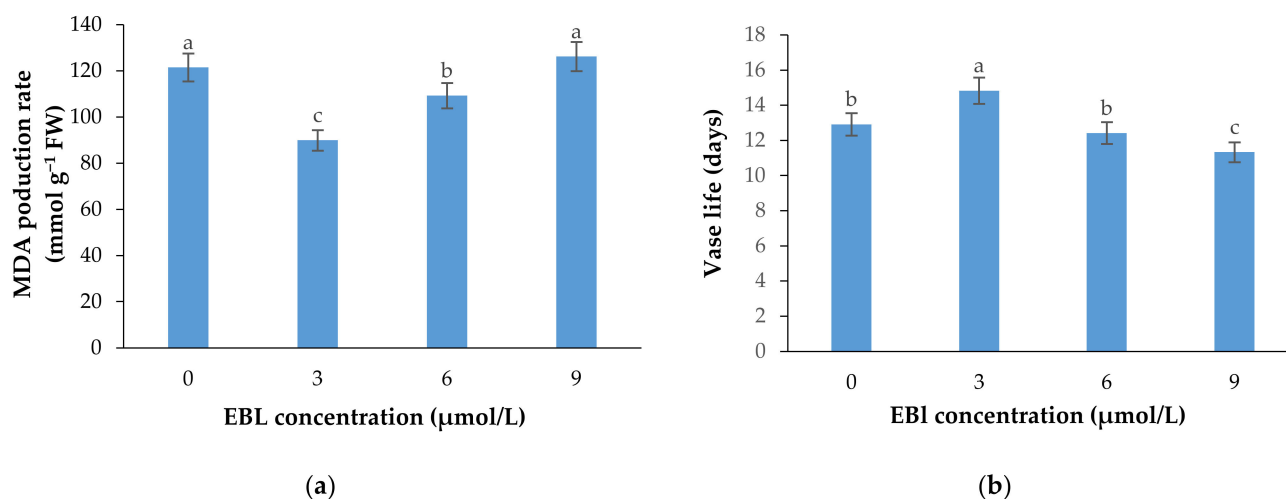 MDA poduction rate
(mmol g⁻¹ FW)
140
120
100
80
60
40
20
0
a
c
b
a
0 3 6 9
EBL concentration (μmol/L)
(a)
Vase life (days)
18
16
14
12
10
8
6
4
2
0
b
a
b
c
0 3 6 9
EBl concentration (μmol/L)
(b)